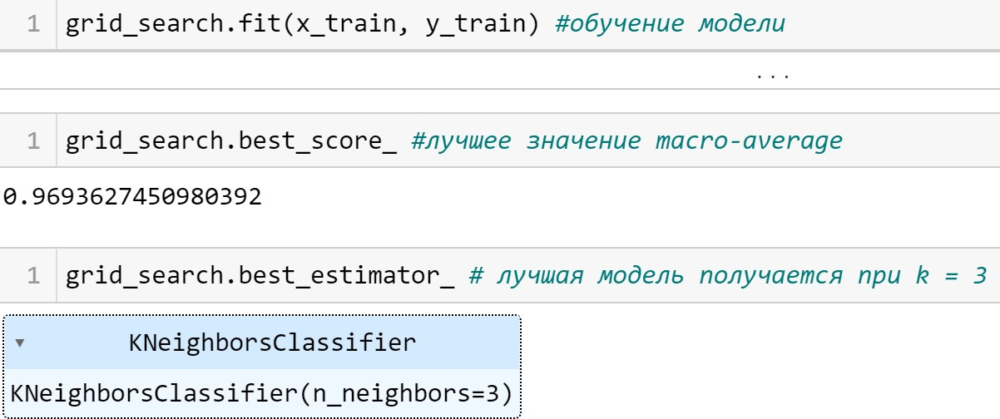 1 grid_search.fit(x_train, y_train) #обучение модели
...
1 grid_search.best_score_ #лучшее значение macro-average
0.9693627450980392
1 grid_search.best_estimator_ # лучшая модель получается при k = 3
▾ KNeighborsClassifier
KNeighborsClassifier(n_neighbors=3)